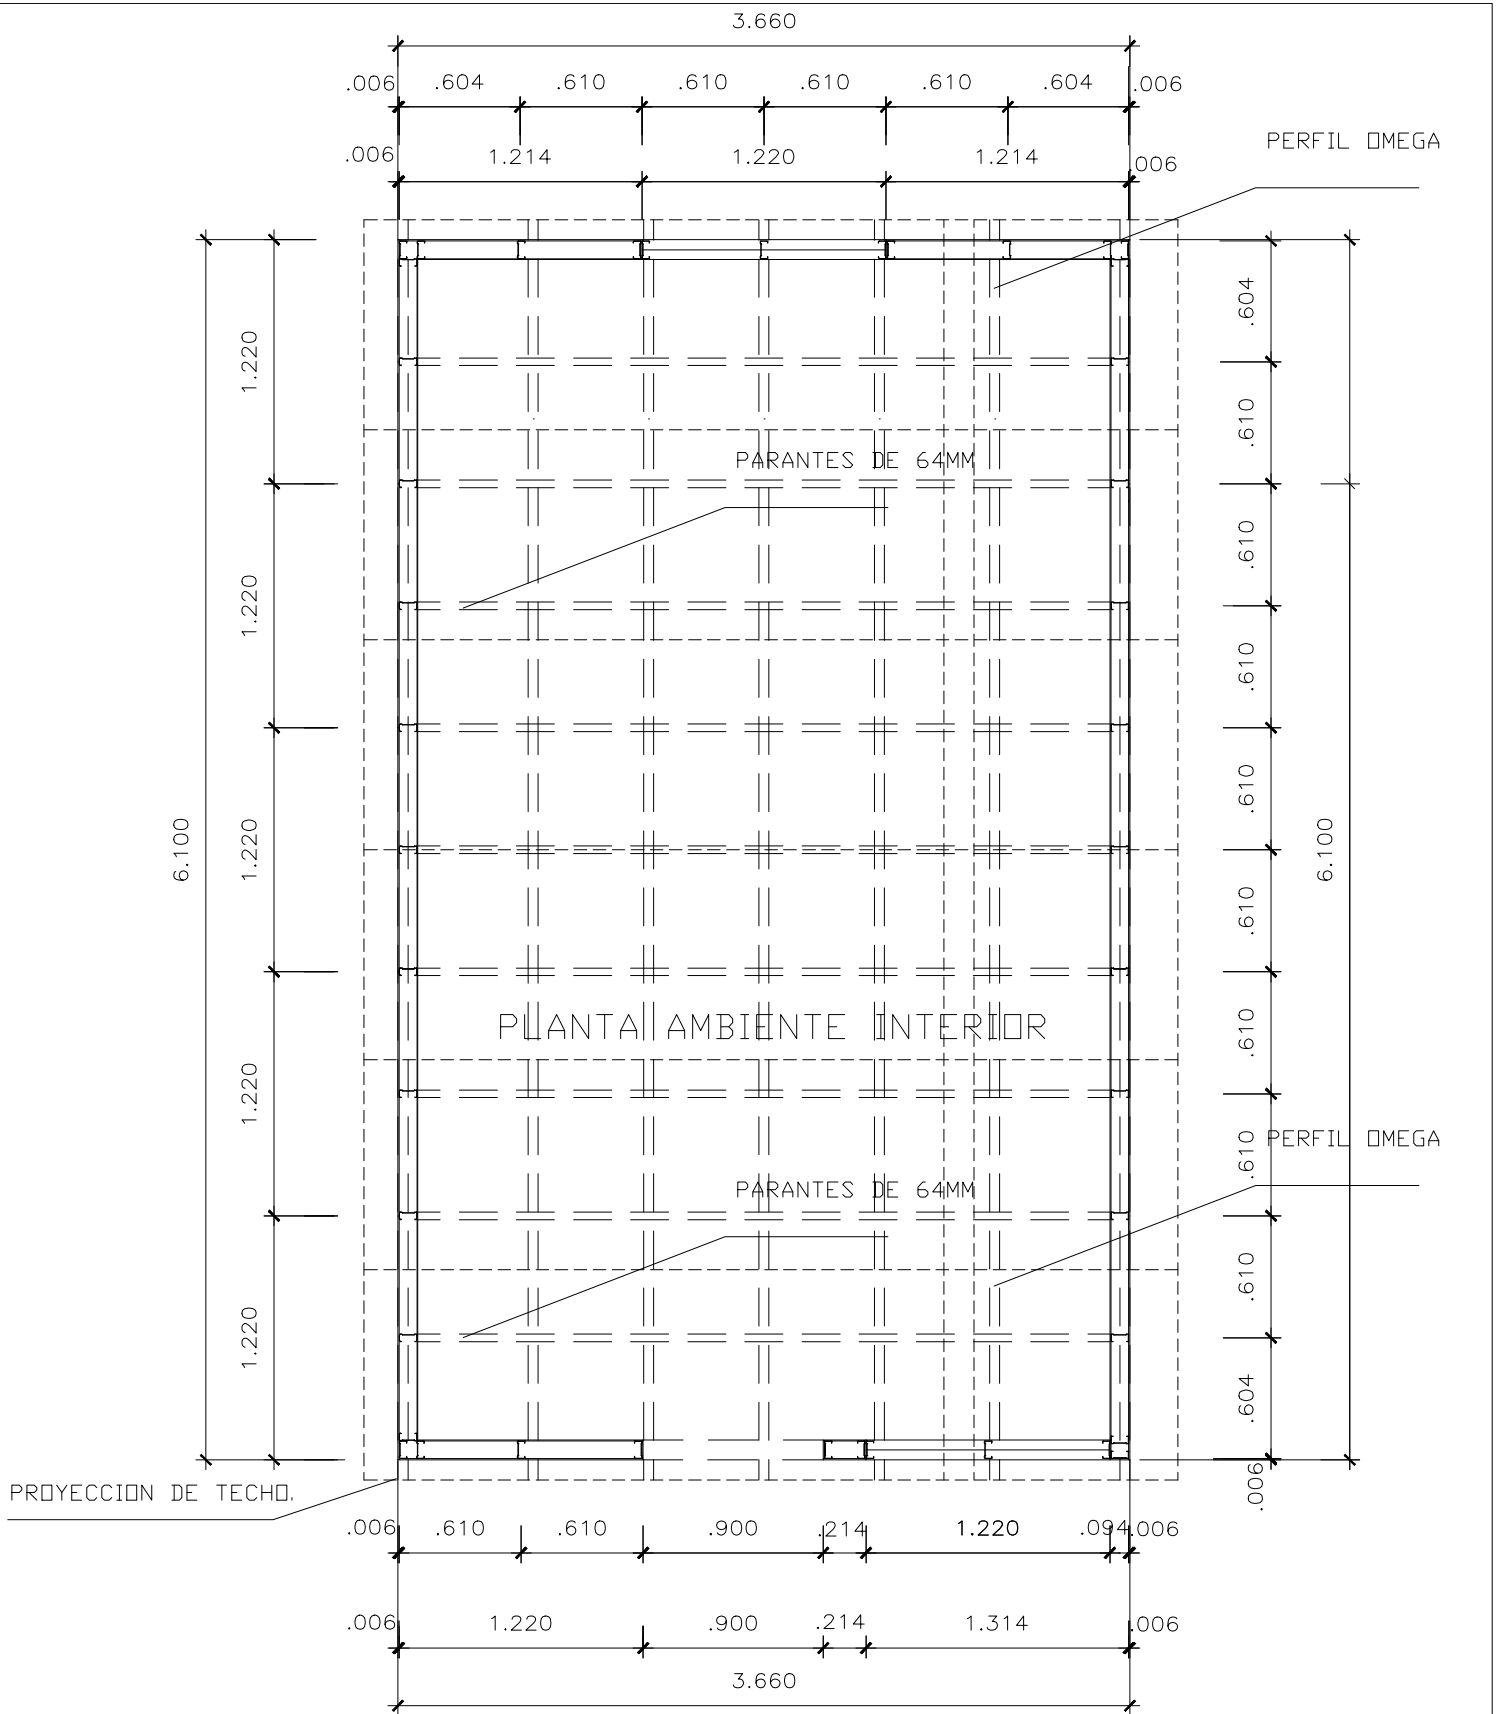 3.660
.006 .604 .610 .610 .610 .610 .604 .006
.006 1.214 1.220 1.214 .006
PERFIL OMEGA
.604
1.220
.610
PARANTES DE 64MM
.610
1.220
.610
.610
6.100
1.220
6.100
.610
PLANTA AMBIENTE INTERIOR
.610
1.220
.610
PERFIL OMEGA
PARANTES DE 64MM
.610
1.220
.604
.006
PROYECCION DE TECHO.
.006 .610 .610 .900 .214 1.220 .094 .006
.006 1.220 .900 .214 1.314 .006
3.660